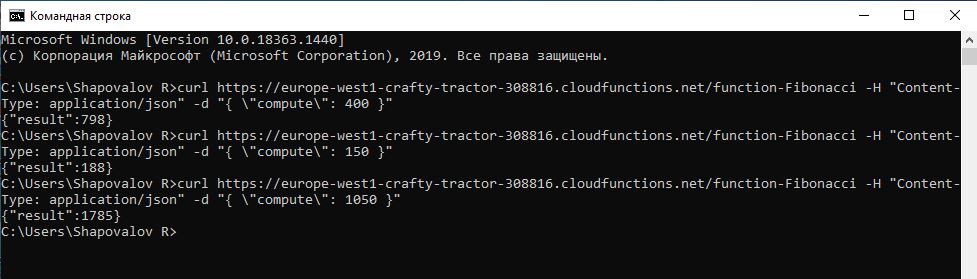 Командная строка
Microsoft Windows [Version 10.0.18363.1440]
(c) Корпорация Майкрософт (Microsoft Corporation), 2019. Все права защищены.
C:\Users\Shapovalov R>curl https://europe-west1-crafty-tractor-308816.cloudfunctions.net/function-Fibonacci -H "Content-
Type: application/json" -d "{ \"compute\": 400 }"
{"result":798}
C:\Users\Shapovalov R>curl https://europe-west1-crafty-tractor-308816.cloudfunctions.net/function-Fibonacci -H "Content-
Type: application/json" -d "{ \"compute\": 150 }"
{"result":188}
C:\Users\Shapovalov R>curl https://europe-west1-crafty-tractor-308816.cloudfunctions.net/function-Fibonacci -H "Content-
Type: application/json" -d "{ \"compute\": 1050 }"
{"result":1785}
C:\Users\Shapovalov R>